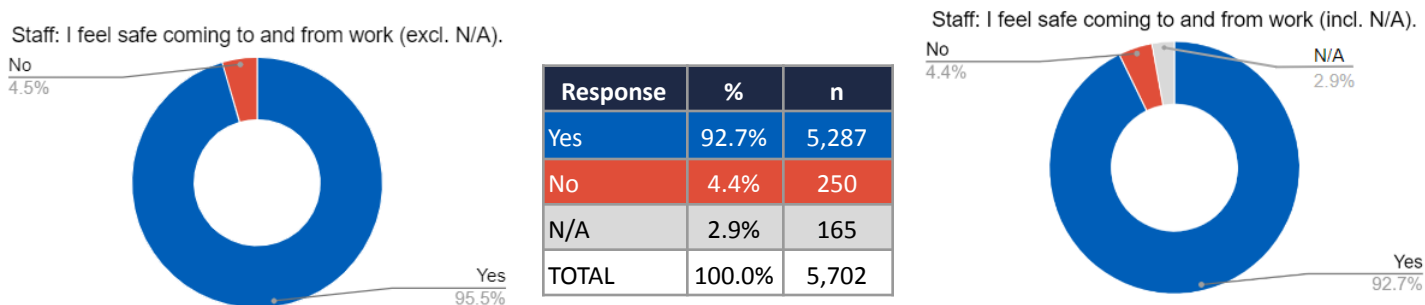 Staff: I feel safe coming to and from work (excl. N/A).
No
4.5%
Yes
95.5%
Response % n
Yes 92.7% 5,287
No 4.4% 250
N/A 2.9% 165
TOTAL 100.0% 5,702
Staff: I feel safe coming to and from work (incl. N/A).
No
4.4%
N/A
2.9%
Yes
92.7%